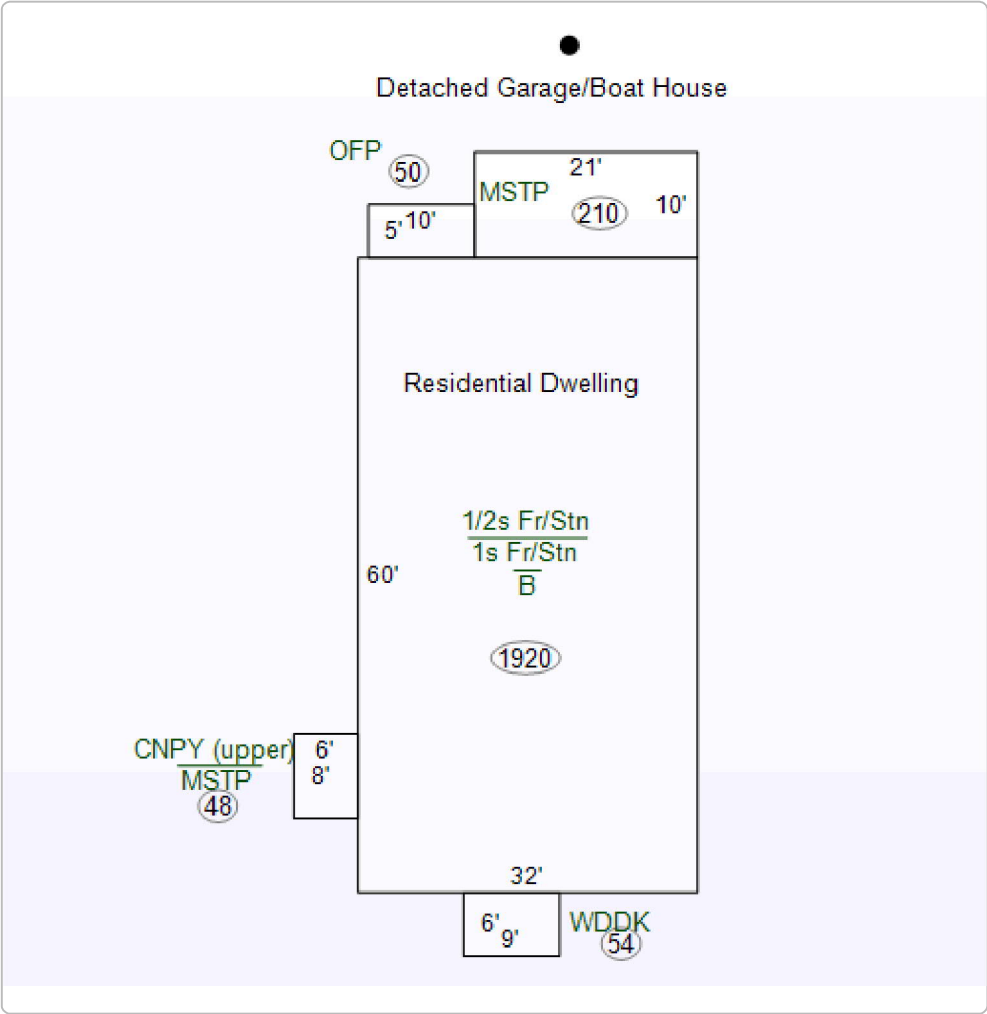 Detached Garage/Boat House
OFP
50
21'
MSTP
210
10'
5'
10'
Residential Dwelling
1/2s Fr/Stn
1s Fr/Stn
B
60'
1920
CNPY (upper)
MSTP
48
6'
8'
32'
6'
9'
WDDK
54